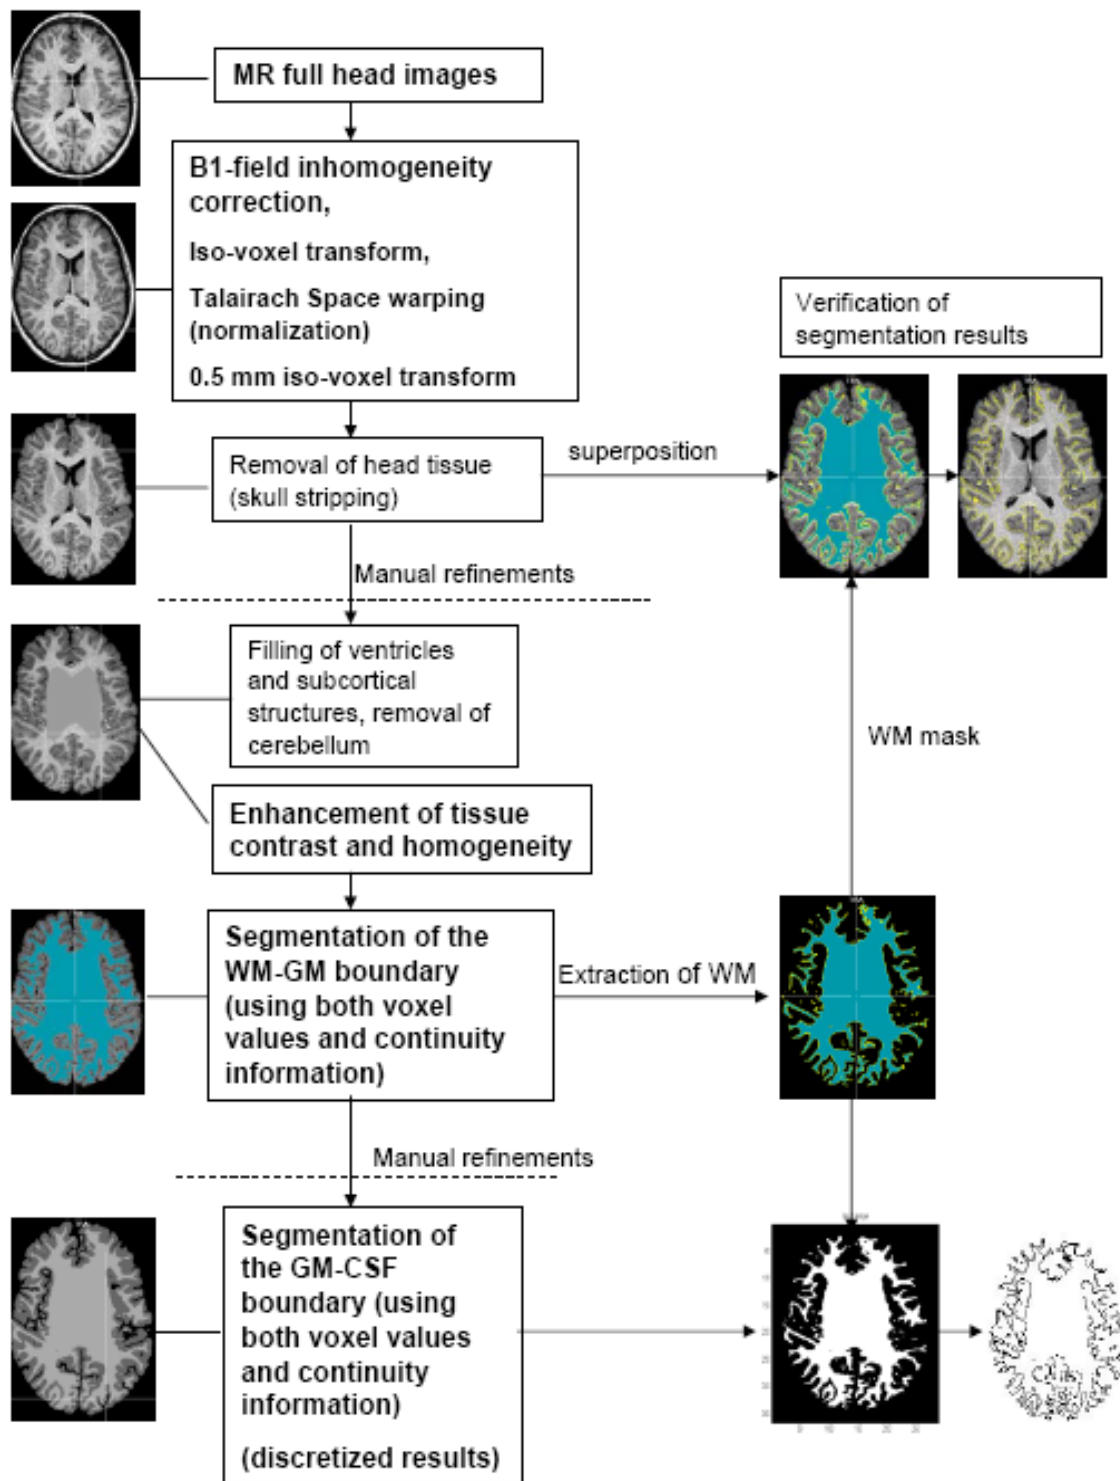 MR full head images
B1-field inhomogeneity
correction,
Iso-voxel transform,
Talairach Space warping
(normalization)
0.5 mm iso-voxel transform
Verification of
segmentation results
Removal of head tissue
(skull stripping)
superposition
Manual refinements
Filling of ventricles
and subcortical
structures, removal of
cerebellum
WM mask
Enhancement of tissue
contrast and homogeneity
Segmentation of the
WM-GM boundary
(using both voxel
values and continuity
information)
Extraction of WM
Manual refinements
Segmentation of
the GM-CSF
boundary (using
both voxel values
and continuity
information)
(discretized results)